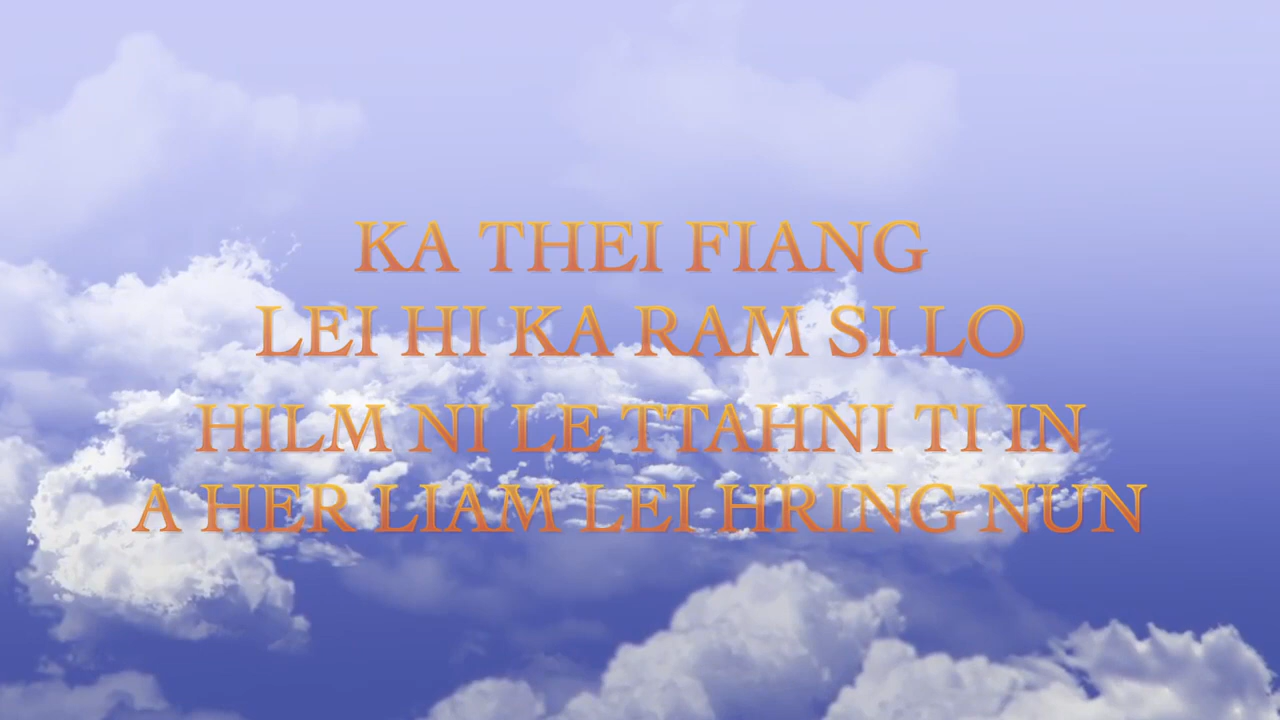 KA THEI FIANG
LEI HI KA RAM SI LO
HILM NI LE TTAHNI TI IN
A HER LIAM LEI HRING NUN